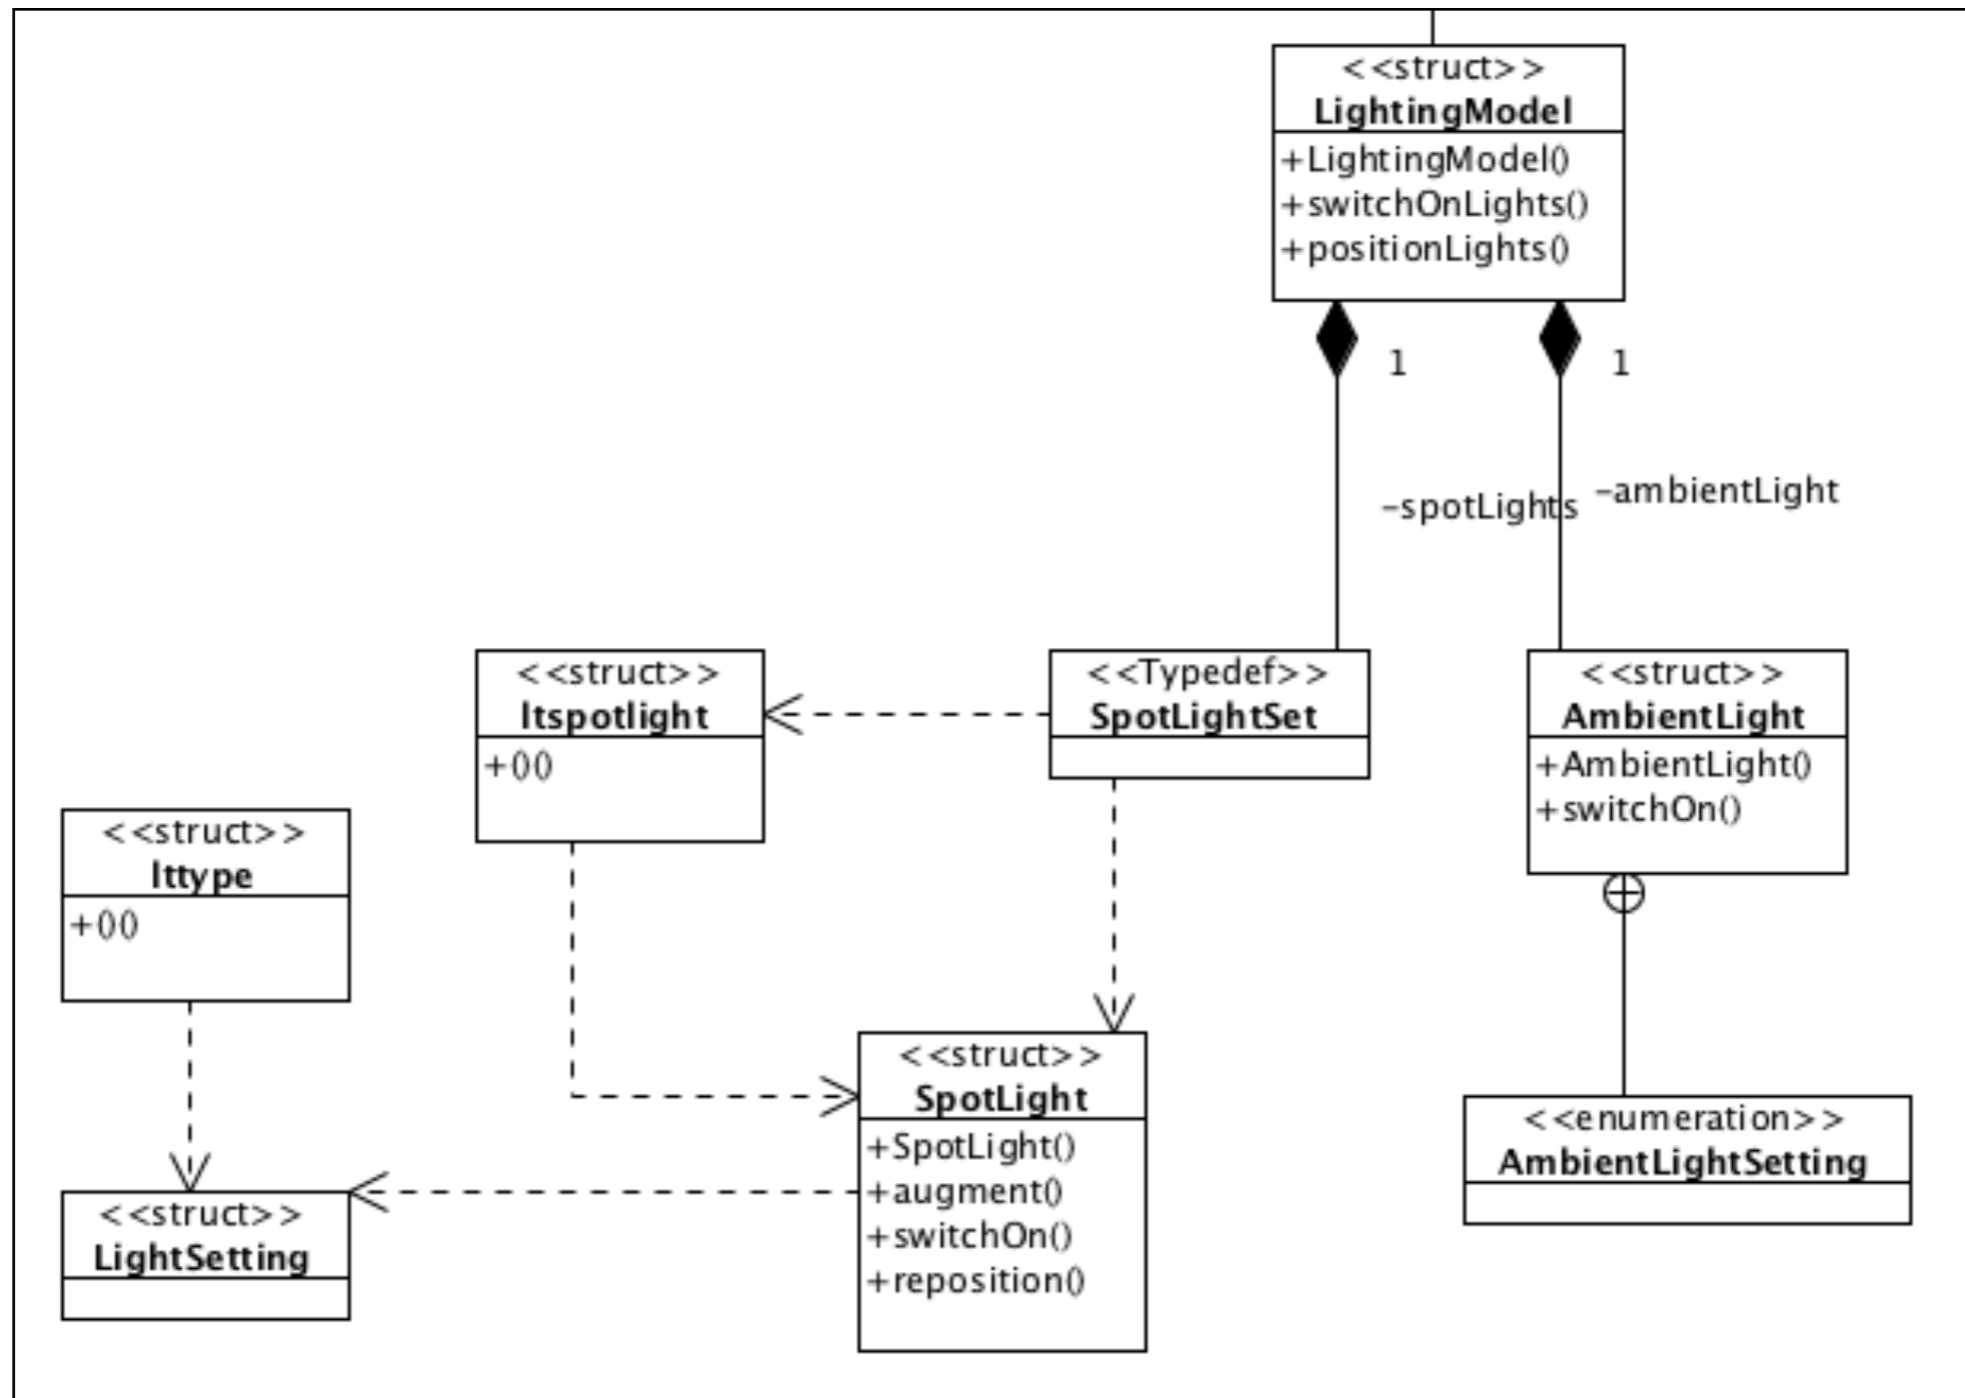 <<struct>>
LightingModel
+LightingModel()
+switchOnLights()
+positionLights()
1
1
-spotLights
-ambientLight
<<struct>>
ltspotlight
+()()
<<Typedef>>
SpotLightSet
<<struct>>
AmbientLight
+AmbientLight()
+switchOn()
<<struct>>
lttype
+()()
<<struct>>
SpotLight
+SpotLight()
+augment()
+switchOn()
+reposition()
<<enumeration>>
AmbientLightSetting
<<struct>>
LightSetting